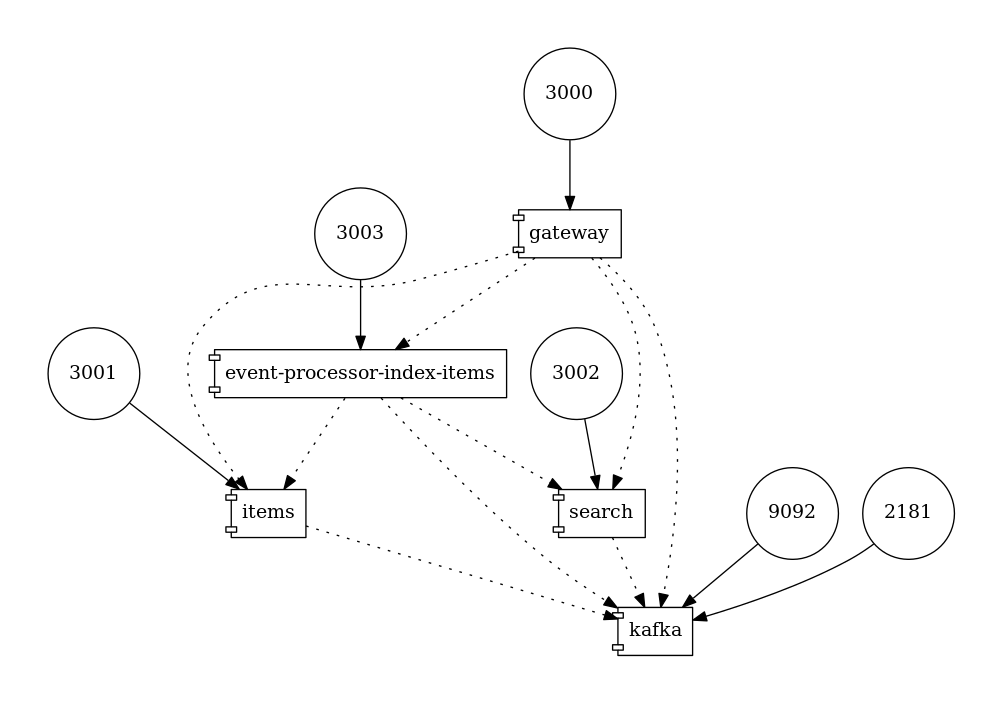 3000
3003
gateway
3001
event-processor-index-items
3002
items
search
9092
2181
kafka